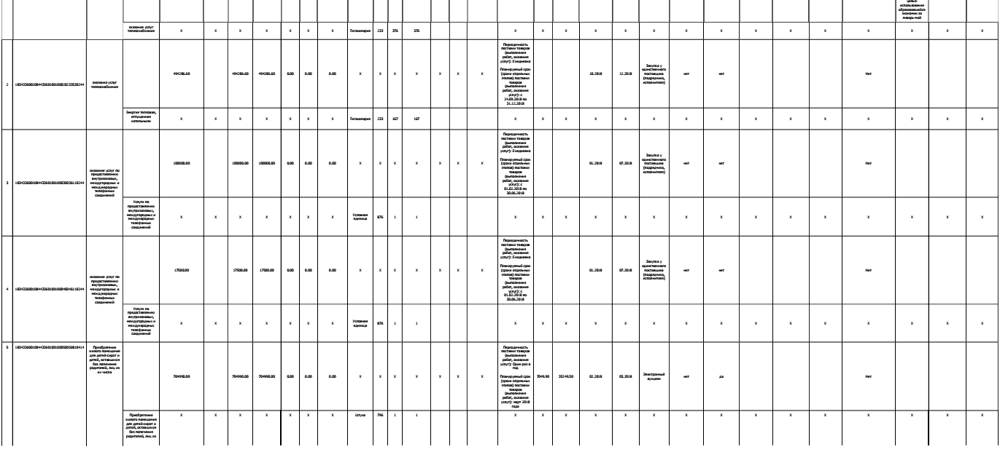 целью
использования
образовавшейся
экономии за
январь-май
оказание услуг
теплоснабжения
X X X X X X X Гигакалория 233 376 376 X X X X X X X X X X X X X X X
2 183433600108443360100100020233530244
оказание услуг
теплоснабжения
494286.60 494286.60 494286.60 0.00 0.00 0.00 X X X X X X X
Периодичность
поставки товаров
(выполнения
работ, оказания
услуг): Ежедневно
Планируемый срок
(сроки отдельных
этапов) поставки
товаров
(выполнения
работ, оказания
услуг): с
24.09.2018 по
31.12.2018
10.2018 12.2018
Закупка у
единственного
поставщика
(подрядчика,
исполнителя)
нет нет Нет
Энергия тепловая,
отпущенная
котельными
X X X X X X X Гигакалория 233 167 167 X X X X X X X X X X X X X X X
3
оказание услуг по
предоставлению
внутризоновых,
междугородных и
международных
телефонных
соединений
100000.00 100000.00 100000.00 0.00 0.00 0.00 X X X X X X X
Периодичность
поставки товаров
(выполнения
работ, оказания
услуг): Ежедневно
Планируемый срок
(сроки отдельных
этапов) поставки
товаров
(выполнения
работ, оказания
услуг): с
01.02.2018 по
30.06.2018
01.2018 07.2018
Закупка у
единственного
поставщика
(подрядчика,
исполнителя)
нет нет Нет
Услуги по
предоставлению
внутризоновых,
междугородных и
международных
телефонных
соединений
X X X X X X X Условная
единица
876 1 1 X X X X X X X X X X X X X X X
4
оказание услуг по
предоставлению
внутризоновых,
междугородных и
международных
телефонных
соединений
17500.00 17500.00 17500.00 0.00 0.00 0.00 X X X X X X X
Периодичность
поставки товаров
(выполнения
работ, оказания
услуг): Ежедневно
Планируемый срок
(сроки отдельных
этапов) поставки
товаров
(выполнения
работ, оказания
услуг): с
01.02.2018 по
30.06.2018
01.2018 07.2018
Закупка у
единственного
поставщика
(подрядчика,
исполнителя)
нет нет Нет
Услуги по
предоставлению
внутризоновых,
междугородных и
международных
телефонных
соединений
X X X X X X X Условная
единица
876 1 1 X X X X X X X X X X X X X X X
5
Приобретение
жилого помещения
для детей-сирот и
детей, оставшихся
без попечения
родителей, лиц из
их числа
704990.00 704990.00 704990.00 0.00 0.00 0.00 X X X X X X X
Периодичность
поставки товаров
(выполнения
работ, оказания
услуг): Один раз в
год
Планируемый срок
(сроки отдельных
этапов) поставки
товаров
(выполнения
работ, оказания
услуг): март 2018
года
7049.90 35249.50 02.2018 03.2018
Электронный
аукцион
нет да Нет
Приобретение
жилого помещения
для детей-сирот и
детей, оставшихся
без попечения
родителей, лиц из
X X X X X X X Штука 796 1 1 X X X X X X X X X X X X X X X